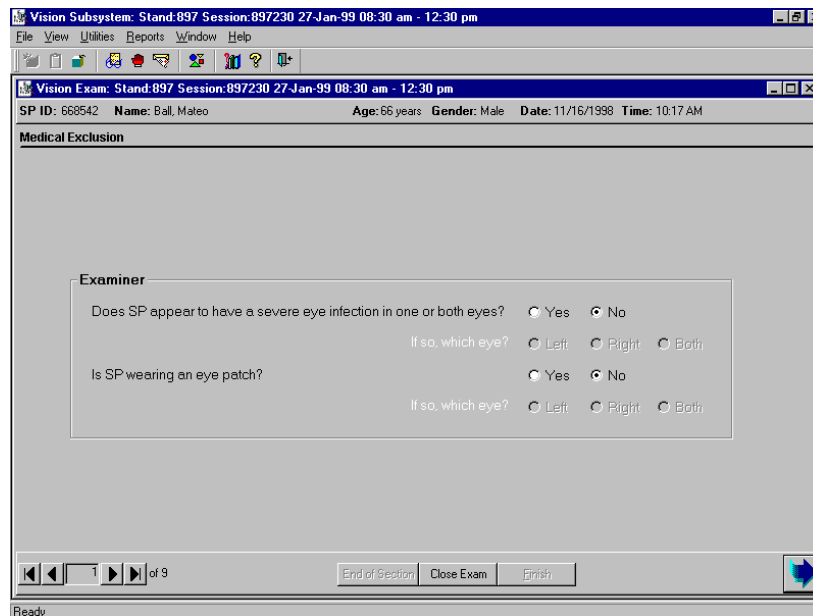 Vision Subsystem: Stand:897 Session:897230 27-Jan-99 08:30 am - 12:30 pm
File View Utilities Reports Window Help
Vision Exam: Stand:897 Session:897230 27-Jan-99 08:30 am - 12:30 pm
SP ID: 668542 Name: Ball, Mateo Age: 66 years Gender: Male Date: 11/16/1998 Time: 10:17 AM
Medical Exclusion
Examiner
Does SP appear to have a severe eye infection in one or both eyes? Yes No
If so, which eye? Left Right Both
Is SP wearing an eye patch? Yes No
If so, which eye? Left Right Both
1 of 9 End of Section Close Exam Finish
Ready